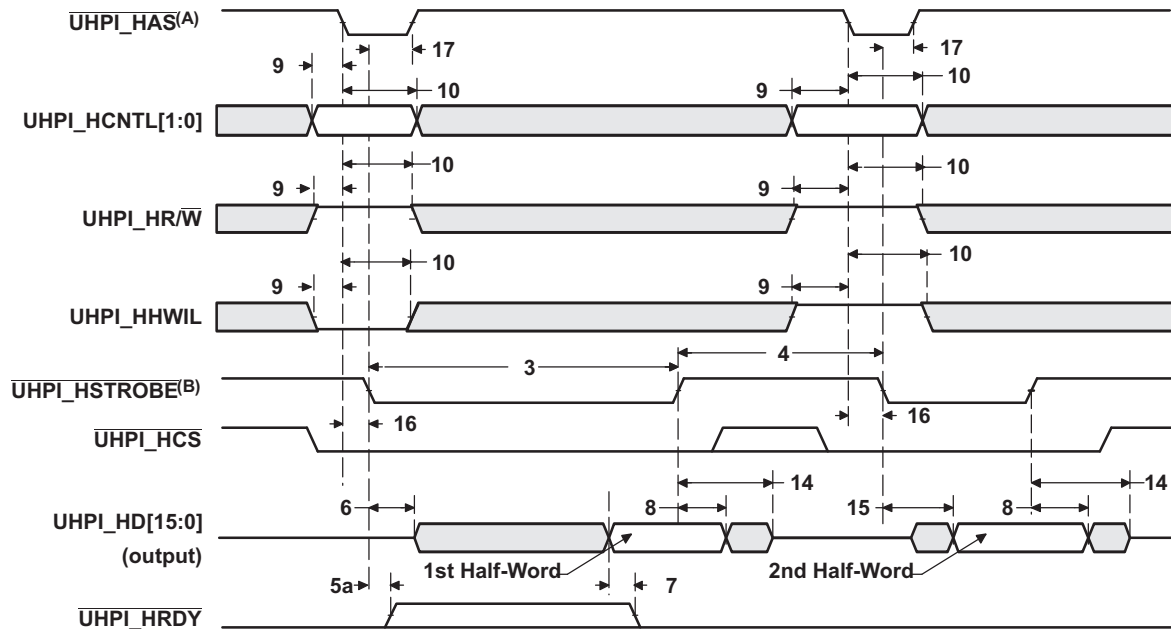 UHPI_HAS(A)
17
17
9
10
9
10
UHPI_HCNTL[1:0]
10
10
9
9
UHPI_HR/W
10
10
9
9
UHPI_HHWIL
3
4
UHPI_HSTROBE(B)
16
16
UHPI_HCS
14
14
6
8
15
8
UHPI_HD[15:0]
(output)
1st Half-Word
2nd Half-Word
5a
7
UHPI_HRDY